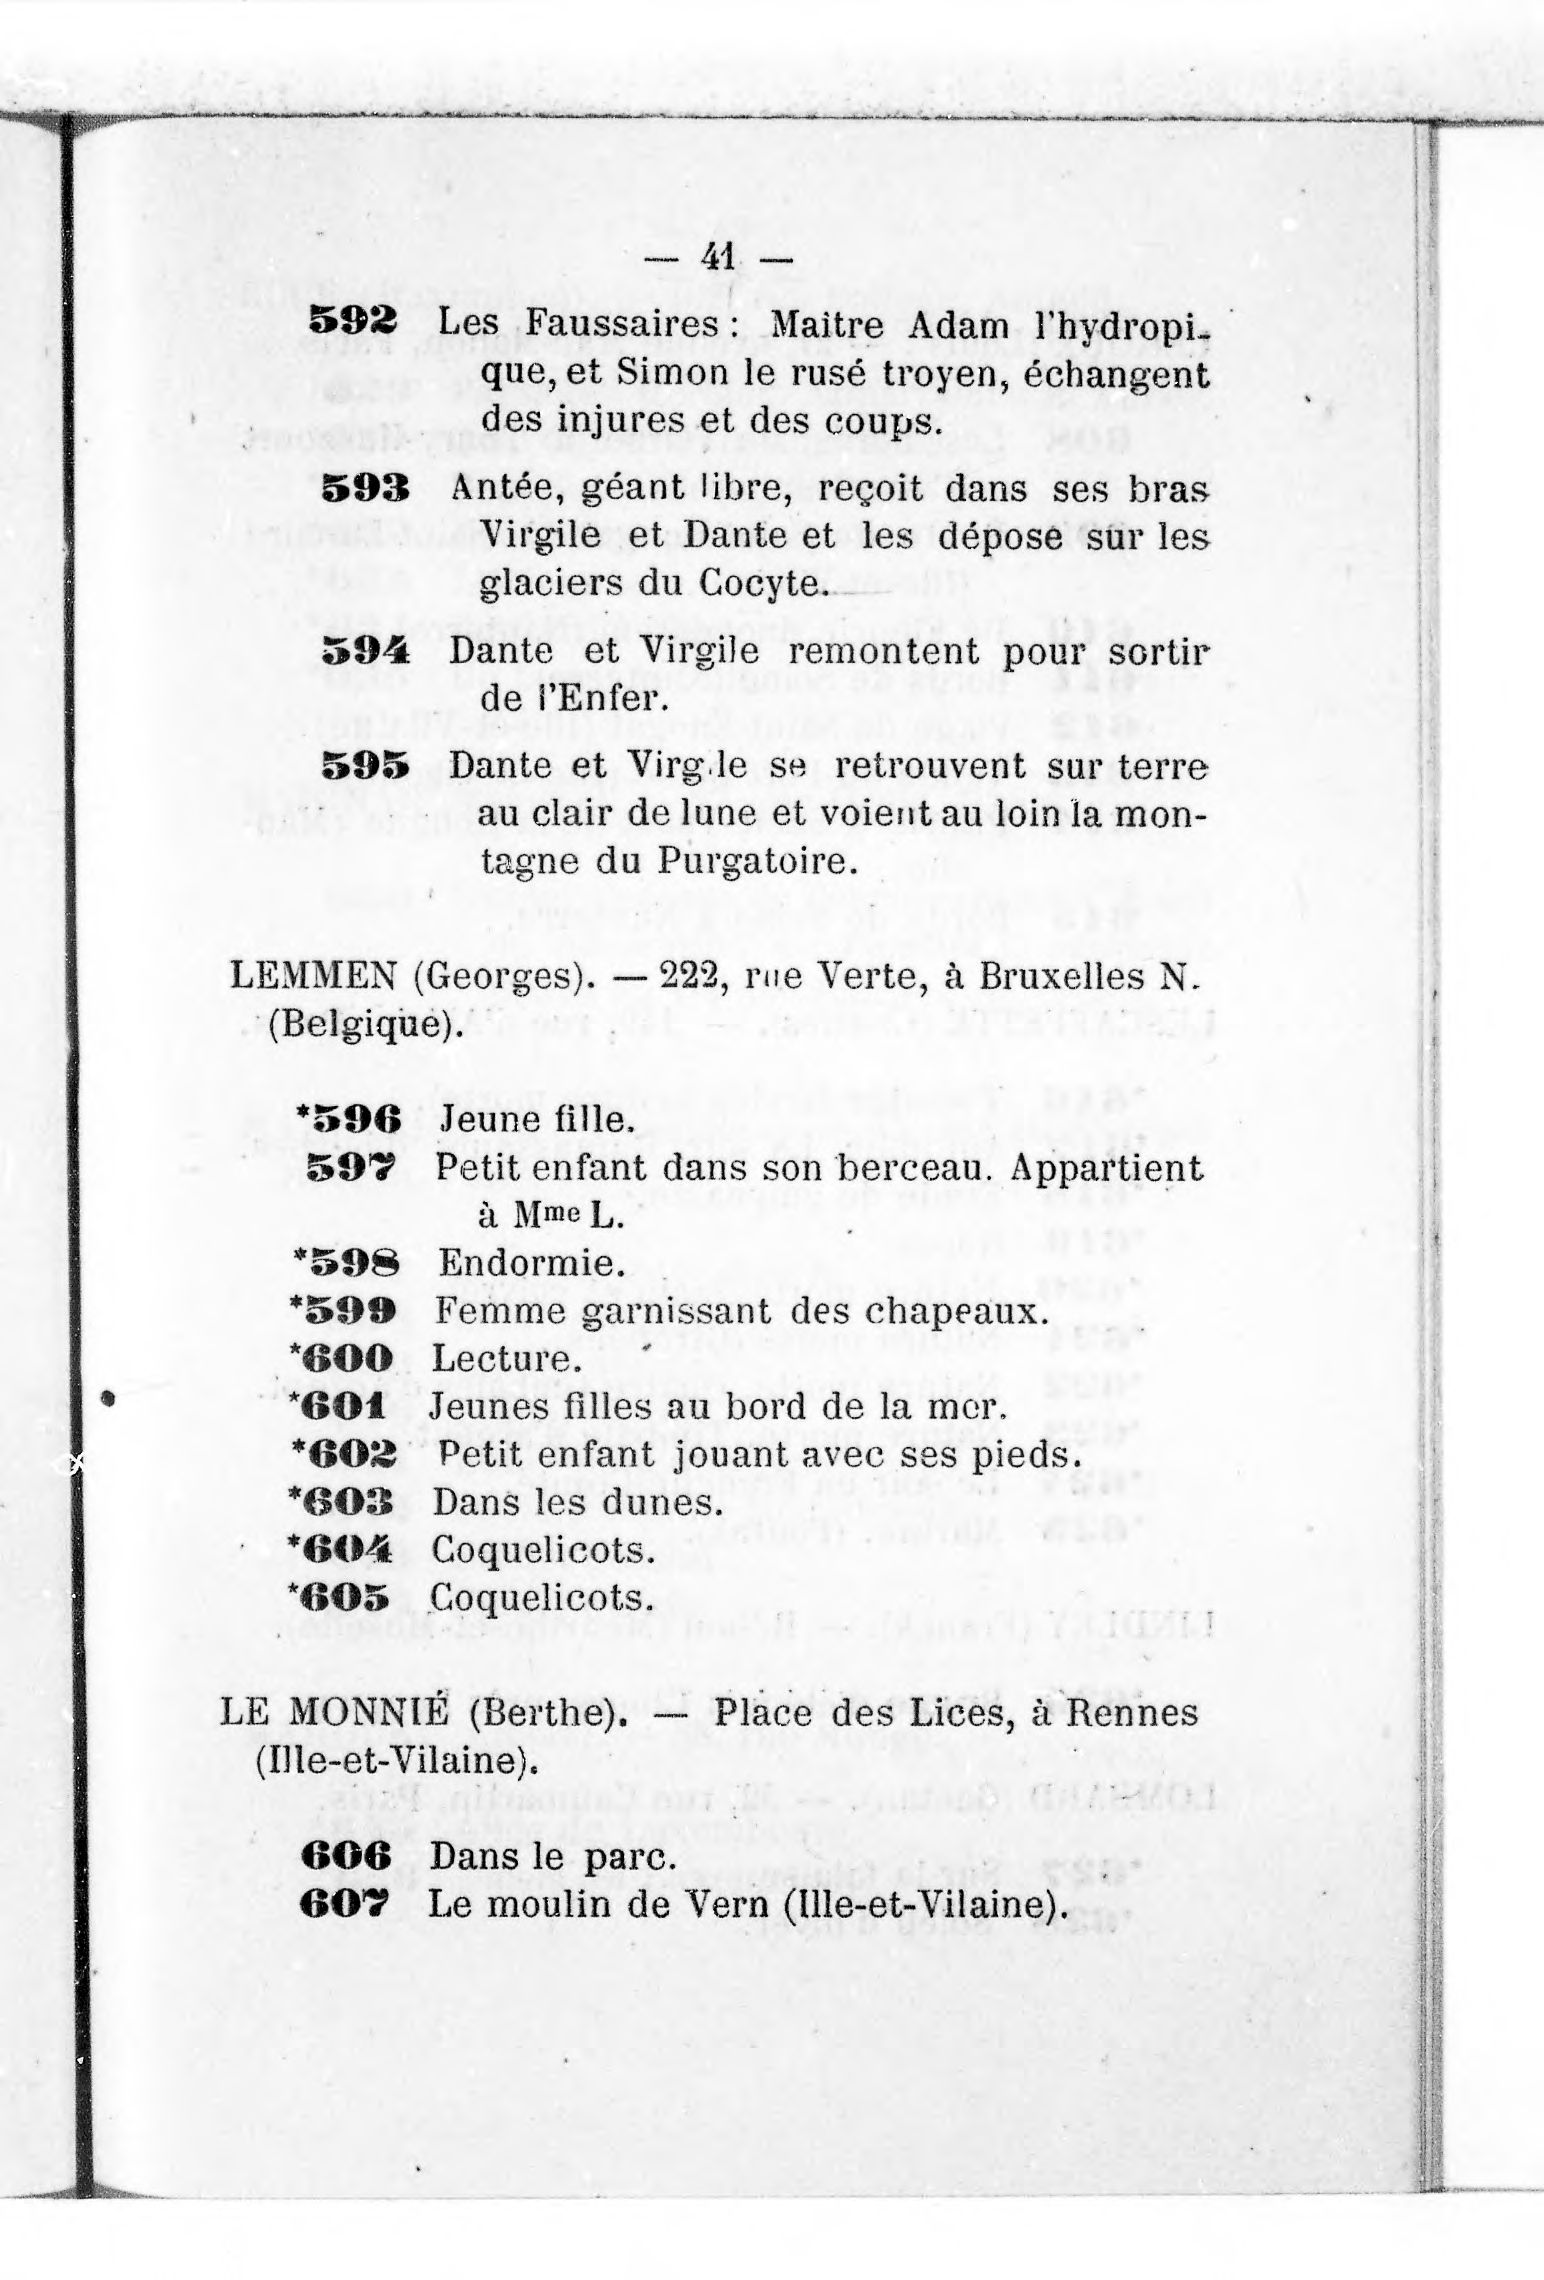 — 41 —
592 Les Faussaires : Maitre Adam l'hydropi-
que, et Simon le rusé troyen, échangent
des injures et des coups.
593 Antée, géant libre, reçoit dans ses bras
Virgile et Dante et les dépose sur les
glaciers du Cocyte.
594 Dante et Virgile remontent pour sortir
de l'Enfer.
595 Dante et Virgile se retrouvent sur terre
au clair de lune et voient au loin la mon-
tagne du Purgatoire.
LEMMEN (Georges). — 222, rue Verte, à Bruxelles N.
(Belgique).
*596 Jeune fille.
597 Petit enfant dans son berceau. Appartient
à Mme L.
*598 Endormie.
*599 Femme garnissant des chapeaux.
*600 Lecture.
*601 Jeunes filles au bord de la mer.
*602 Petit enfant jouant avec ses pieds.
*603 Dans les dunes.
*604 Coquelicots.
*605 Coquelicots.
LE MONNIÉ (Berthe). — Place des Lices, à Rennes
(Ille-et-Vilaine).
606 Dans le parc.
607 Le moulin de Vern (Ille-et-Vilaine).